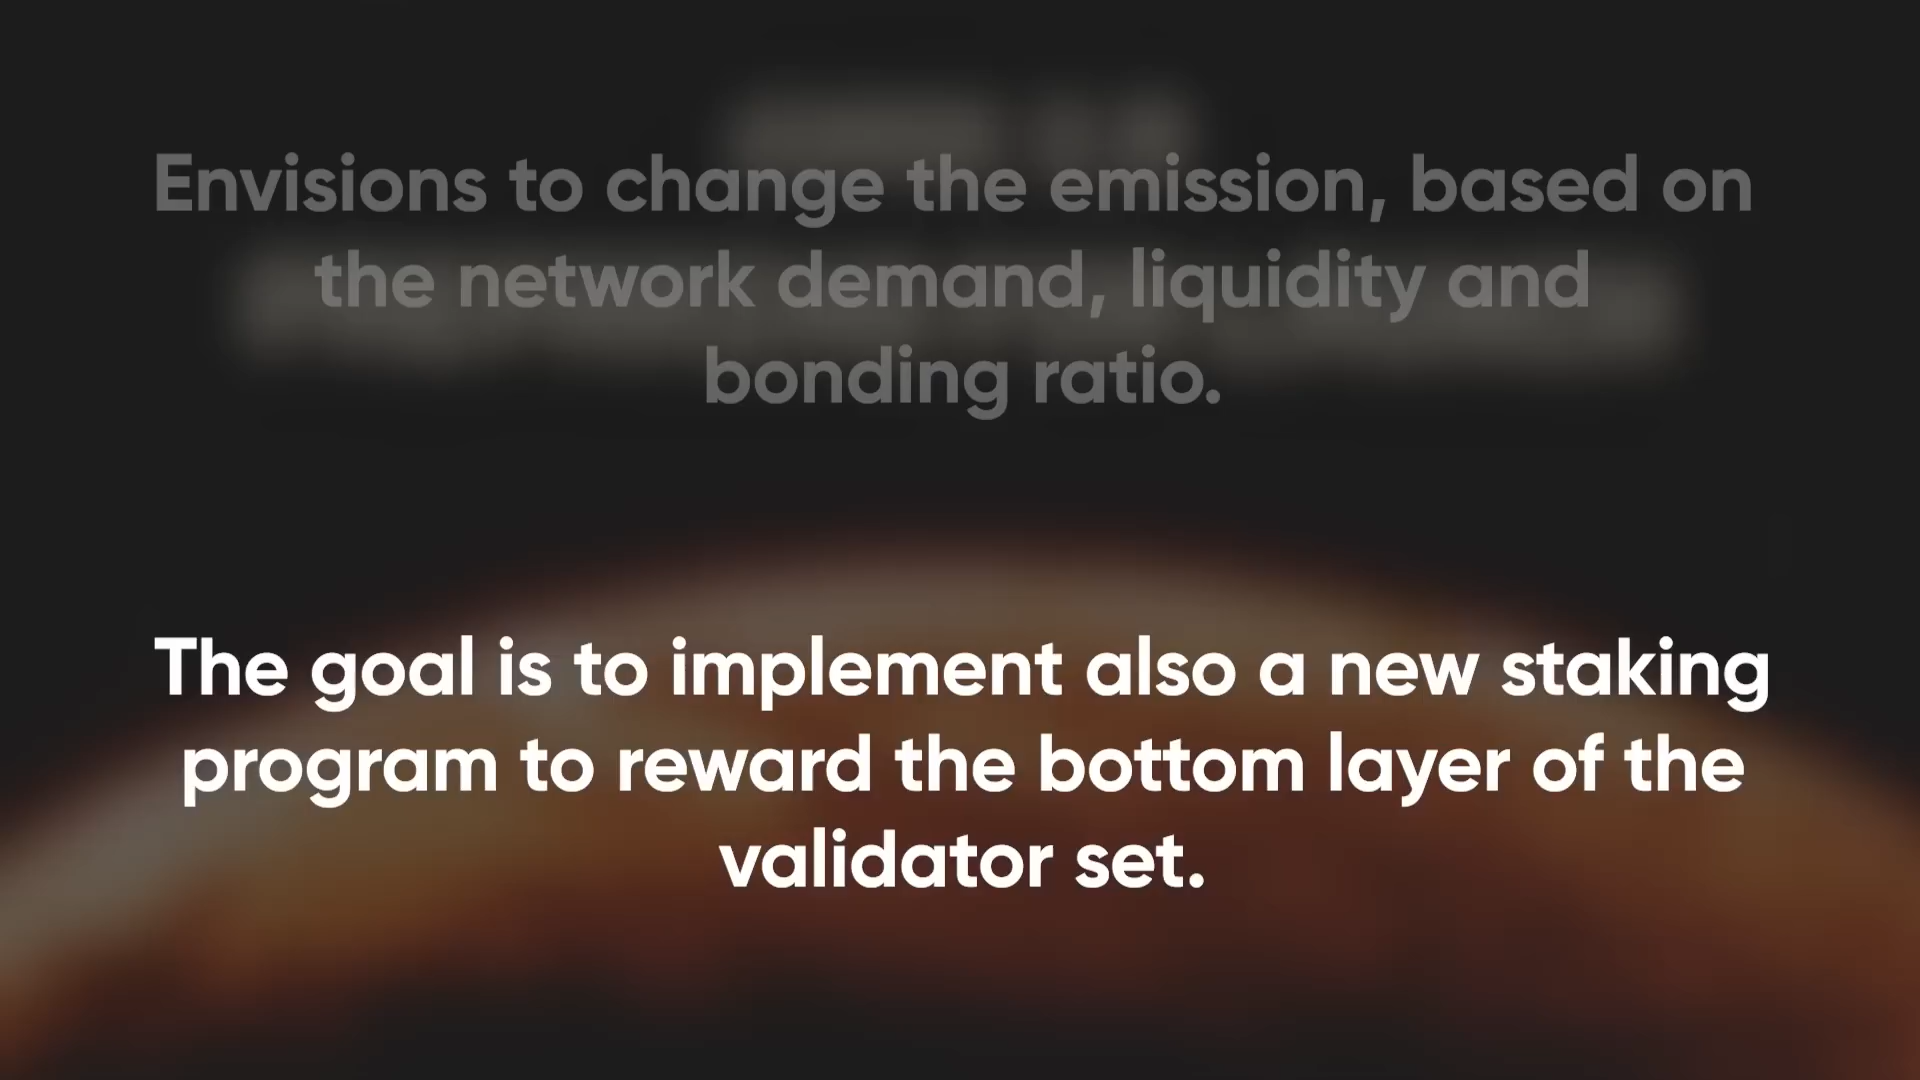 Envisions to change the emission, based on
the network demand, liquidity and
bonding ratio.
The goal is to implement also a new staking
program to reward the bottom layer of the
validator set.